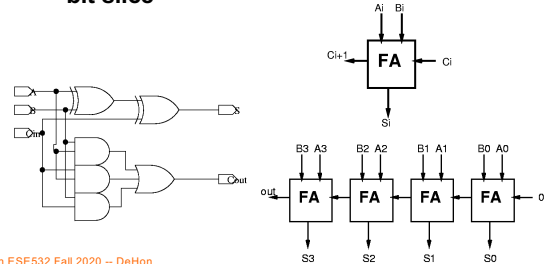 bit slice
Ai Bi
Ci+1 FA Ci
Si
A
B
S
Cin
Cout
B3 A3 B2 A2 B1 A1 B0 A0
out FA FA FA FA 0
S3 S2 S1 S0
n ESE532 Fall 2020 -- DeHon